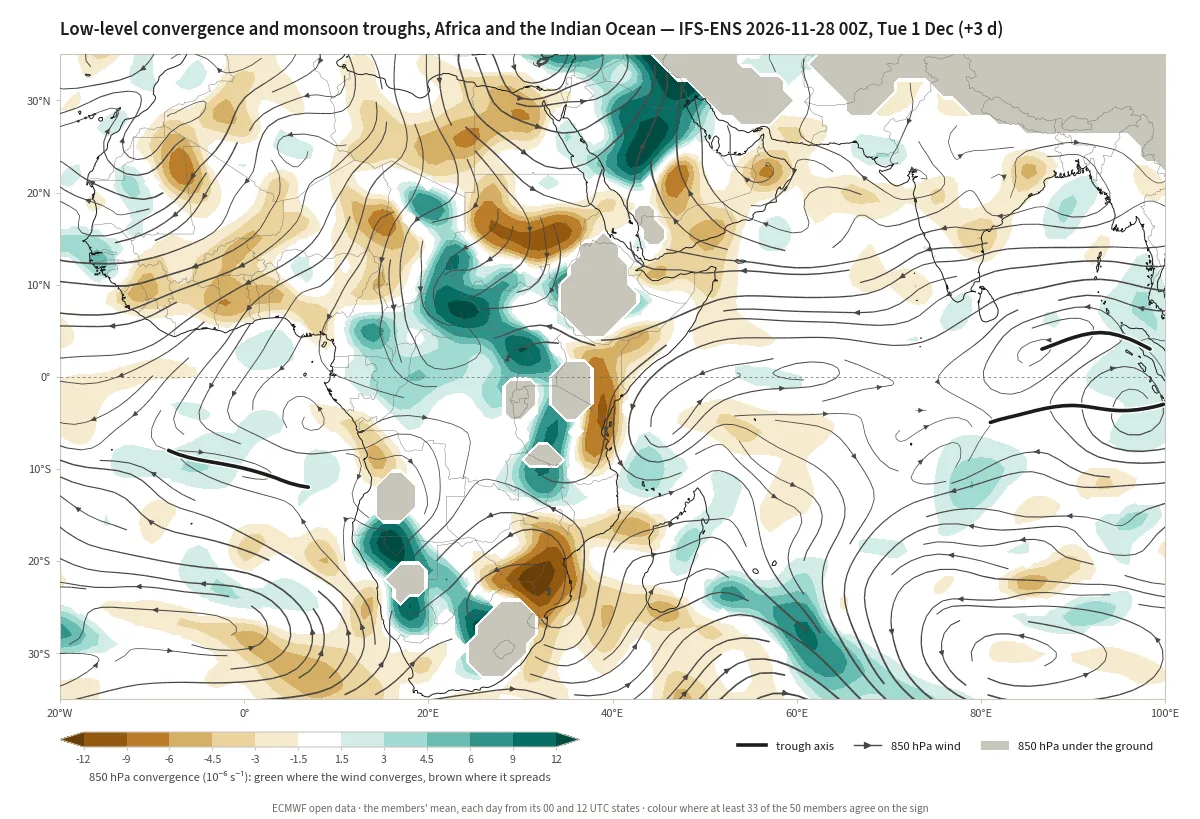 Low-level convergence and monsoon troughs, Africa and the Indian Ocean — IFS-ENS 2026-11-28 00Z, Tue 1 Dec (+3 d)
30°N
20°N
10°N
0°
10°S
20°S
30°S
20°W 0° 20°E 40°E 60°E 80°E 100°E
-12 -9 -6 -4.5 -3 -1.5 1.5 3 4.5 6 9 12
850 hPa convergence (10⁻⁶ s⁻¹): green where the wind converges, brown where it spreads
trough axis 850 hPa wind 850 hPa under the ground
ECMWF open data · the members' mean, each day from its 00 and 12 UTC states · colour where at least 33 of the 50 members agree on the sign